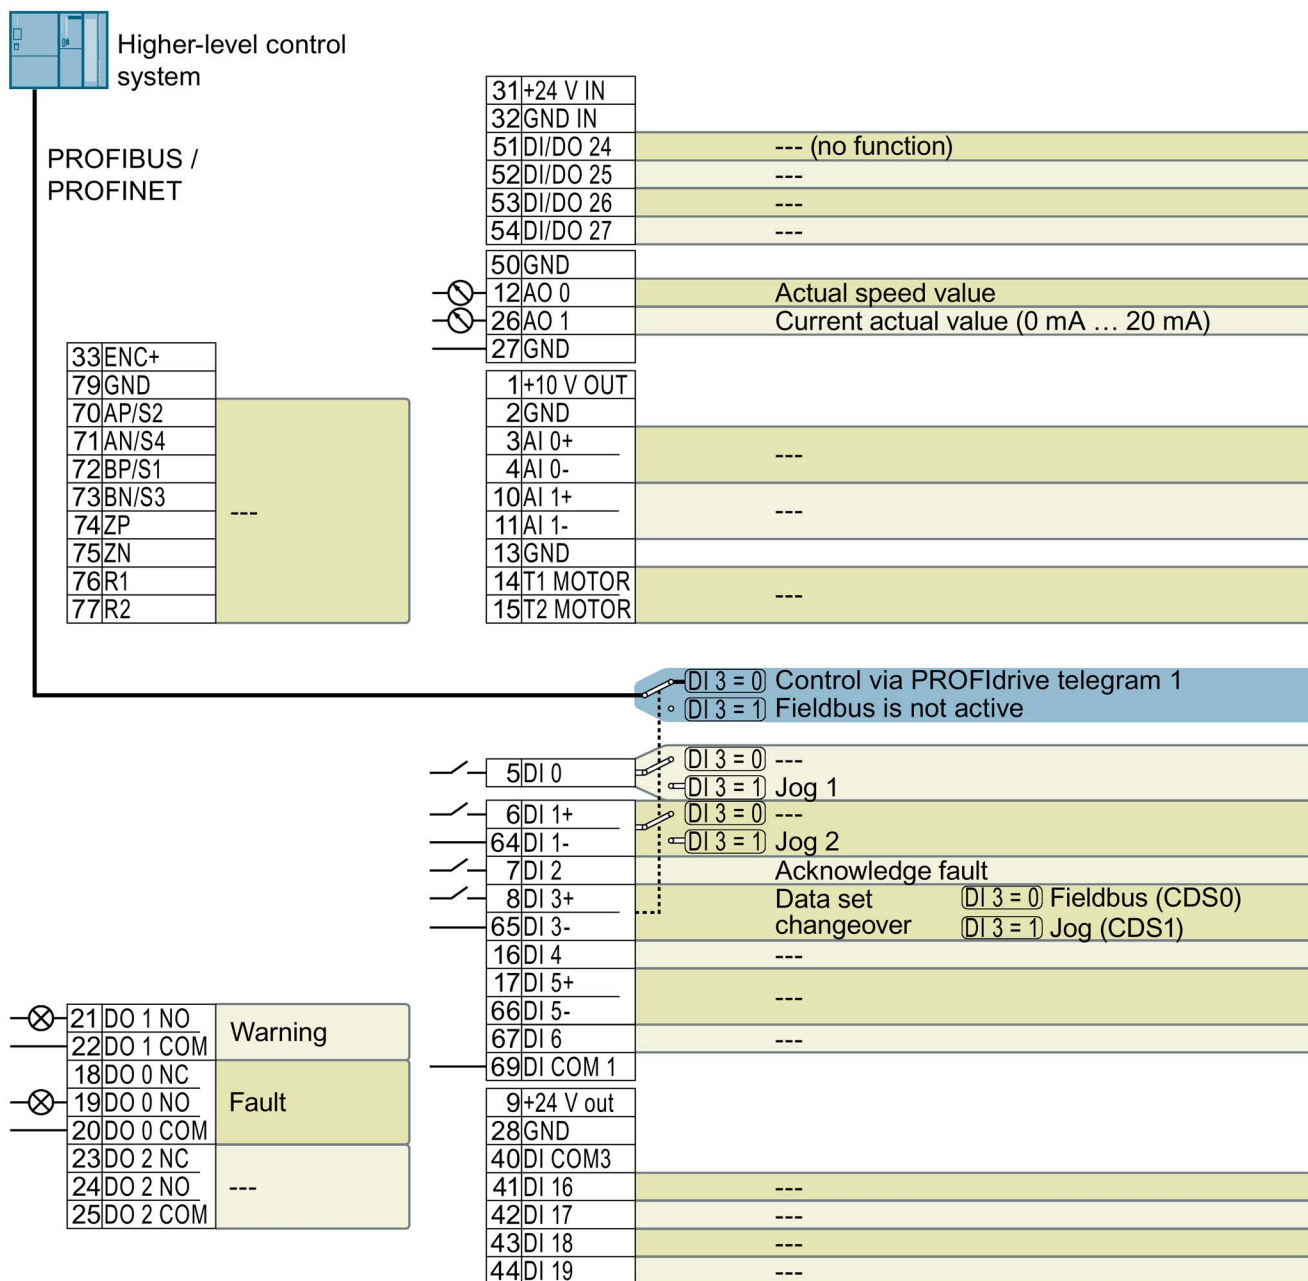 Higher-level control
system
PROFIBUS /
PROFINET
31 +24 V IN
32 GND IN
51 DI/DO 24 --- (no function)
52 DI/DO 25 ---
53 DI/DO 26 ---
54 DI/DO 27 ---
50 GND
12 AO 0 Actual speed value
26 AO 1 Current actual value (0 mA … 20 mA)
27 GND
33 ENC+
79 GND
70 AP/S2
71 AN/S4
72 BP/S1
73 BN/S3
---
74 ZP
75 ZN
76 R1
77 R2
1 +10 V OUT
2 GND
3 AI 0+
---
4 AI 0-
10 AI 1+
---
11 AI 1-
13 GND
14 T1 MOTOR
---
15 T2 MOTOR
DI 3 = 0 Control via PROFIdrive telegram 1
DI 3 = 1 Fieldbus is not active
5 DI 0
DI 3 = 0 ---
DI 3 = 1 Jog 1
6 DI 1+ DI 3 = 0 ---
64 DI 1- DI 3 = 1 Jog 2
7 DI 2 Acknowledge fault
8 DI 3+ Data set DI 3 = 0 Fieldbus (CDS0)
65 DI 3- changeover DI 3 = 1 Jog (CDS1)
16 DI 4 ---
17 DI 5+
---
66 DI 5-
67 DI 6 ---
69 DI COM 1
21 DO 1 NO
Warning
22 DO 1 COM
18 DO 0 NC
19 DO 0 NO Fault
20 DO 0 COM
23 DO 2 NC
24 DO 2 NO ---
25 DO 2 COM
9 +24 V out
28 GND
40 DI COM3
41 DI 16 ---
42 DI 17 ---
43 DI 18 ---
44 DI 19 ---